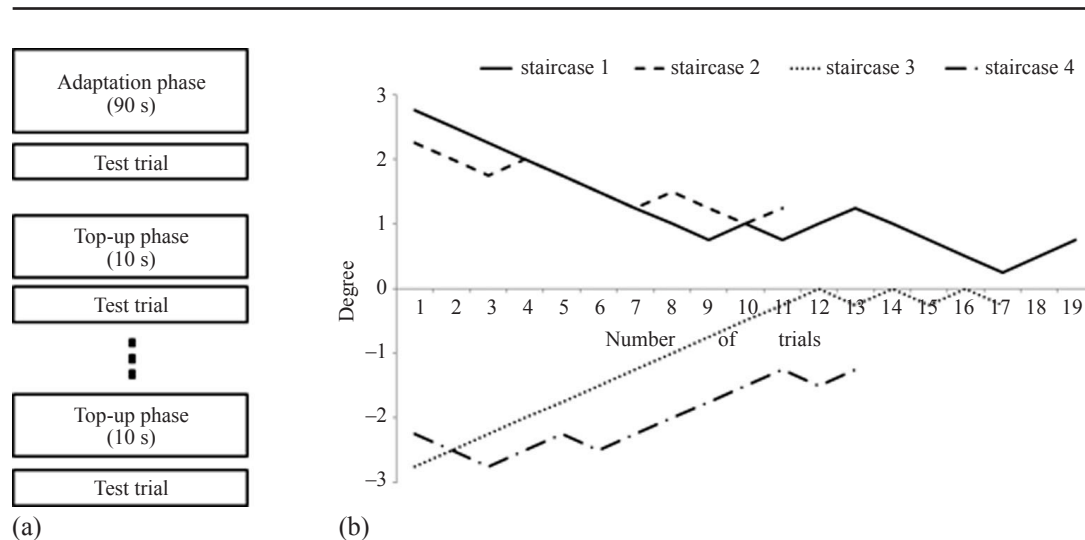 Adaptation phase
(90 s)
Test trial
Top-up phase
(10 s)
Test trial
Top-up phase
(10 s)
Test trial
(a)
staircase 1 staircase 2 staircase 3 staircase 4
3
2
1
0
−1
−2
−3
Degree
1 2 3 4 5 6 7 8 9 10 11 12 13 14 15 16 17 18 19
Number of trials
(b)